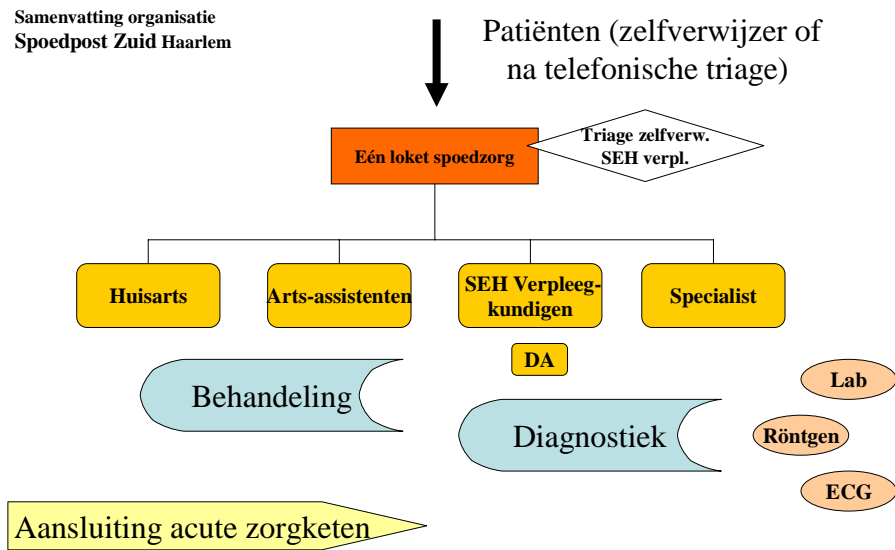 Samenvatting organisatie
Spoedpost Zuid Haarlem
Patiënten (zelfverwijzer of
na telefonische triage)
Eén loket spoedzorg
Triage zelfverw.
SEH verpl.
Huisarts
Arts-assistenten
SEH Verpleeg-
kundigen
Specialist
DA
Behandeling
Diagnostiek
Lab
Röntgen
ECG
Aansluiting acute zorgketen